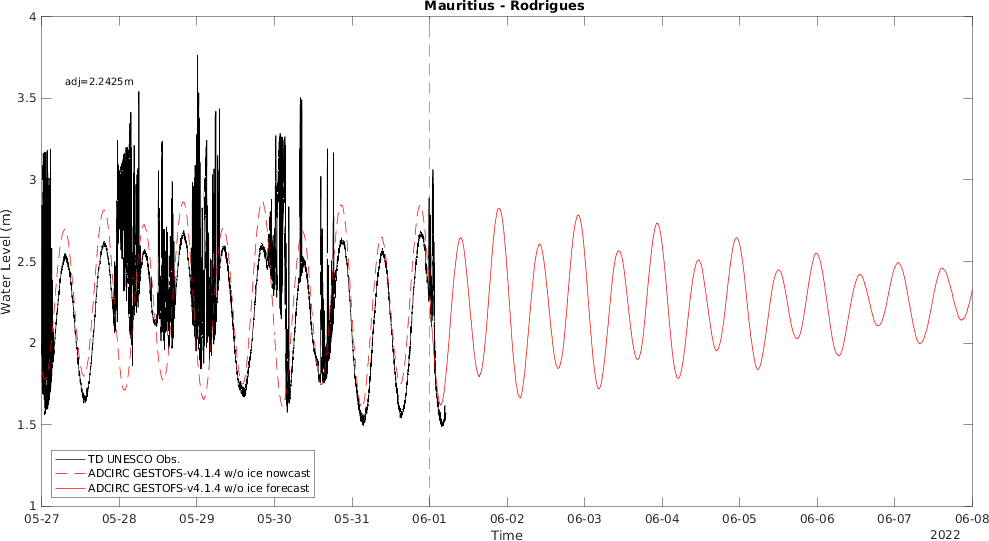 Mauritius - Rodrigues
4
adj=2.2425m
3.5
3
2.5
2
1.5
1
Water Level (m)
TD UNESCO Obs.
ADCIRC GESTOFS-v4.1.4 w/o ice nowcast
ADCIRC GESTOFS-v4.1.4 w/o ice forecast
05-27 05-28 05-29 05-30 05-31 06-01 06-02 06-03 06-04 06-05 06-06 06-07 06-08
Time
2022